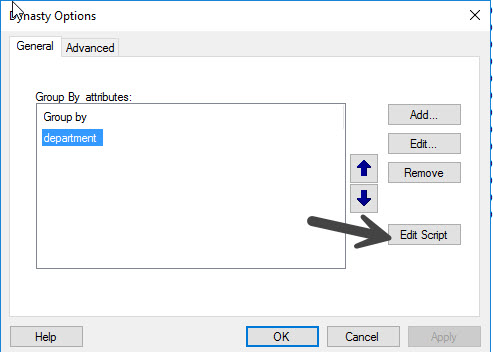 Dynasty Options
General
Advanced
Group By attributes:
Group by
department
Add...
Edit...
Remove
Edit Script
Help
OK
Cancel
Apply